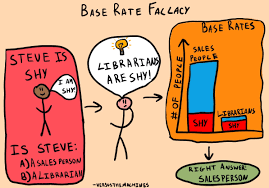 BASE RATE FALLACY
STEVE IS
SHY
I AM
SHY!
IS STEVE:
A) A SALES PERSON
B) A LIBRARIAN
LIBRARIANS
ARE SHY!
BASE RATES
# OF PEOPLE
SALES
PEOPLE
LIBRARIANS
SHY
SHY
RIGHT ANSWER:
SALESPERSON